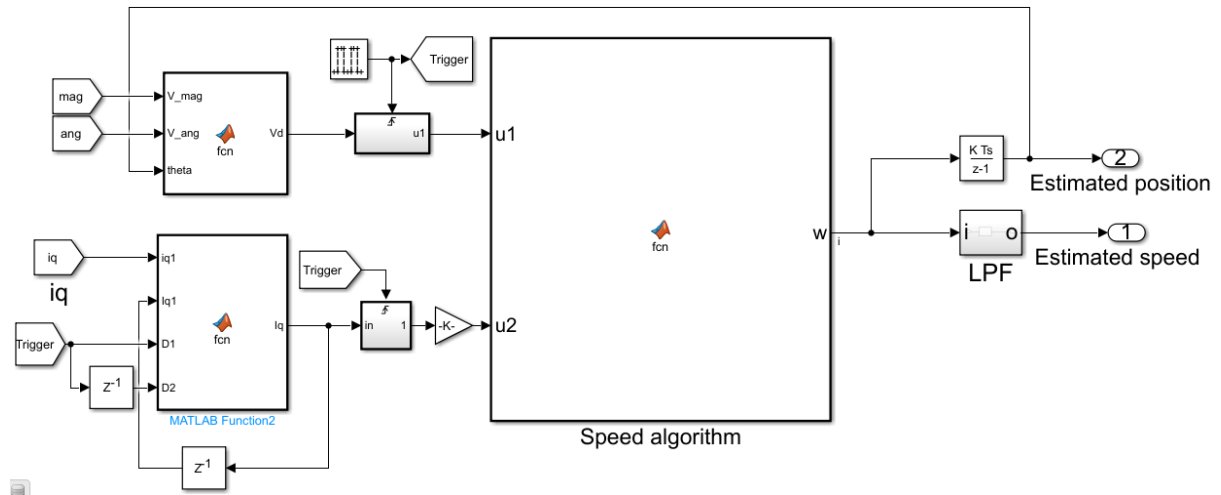 mag
ang
V_mag
V_ang
theta
fcn
Vd
Trigger
u1
u1
u2
fcn
w
i
Speed algorithm
K Ts
z-1
2
Estimated position
i
o
LPF
1
Estimated speed
iq
iq
Trigger
z-1
iq1
Iq1
D1
D2
fcn
Iq
MATLAB Function2
z-1
Trigger
in
1
-K-